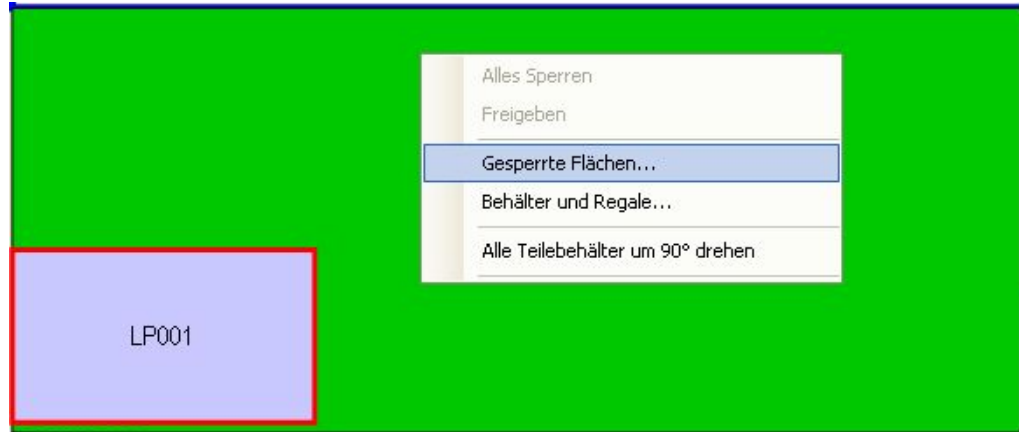 Alles Sperren
Freigeben
Gesperrte Flächen...
Behälter und Regale...
Alle Teilebehälter um 90° drehen
LP001